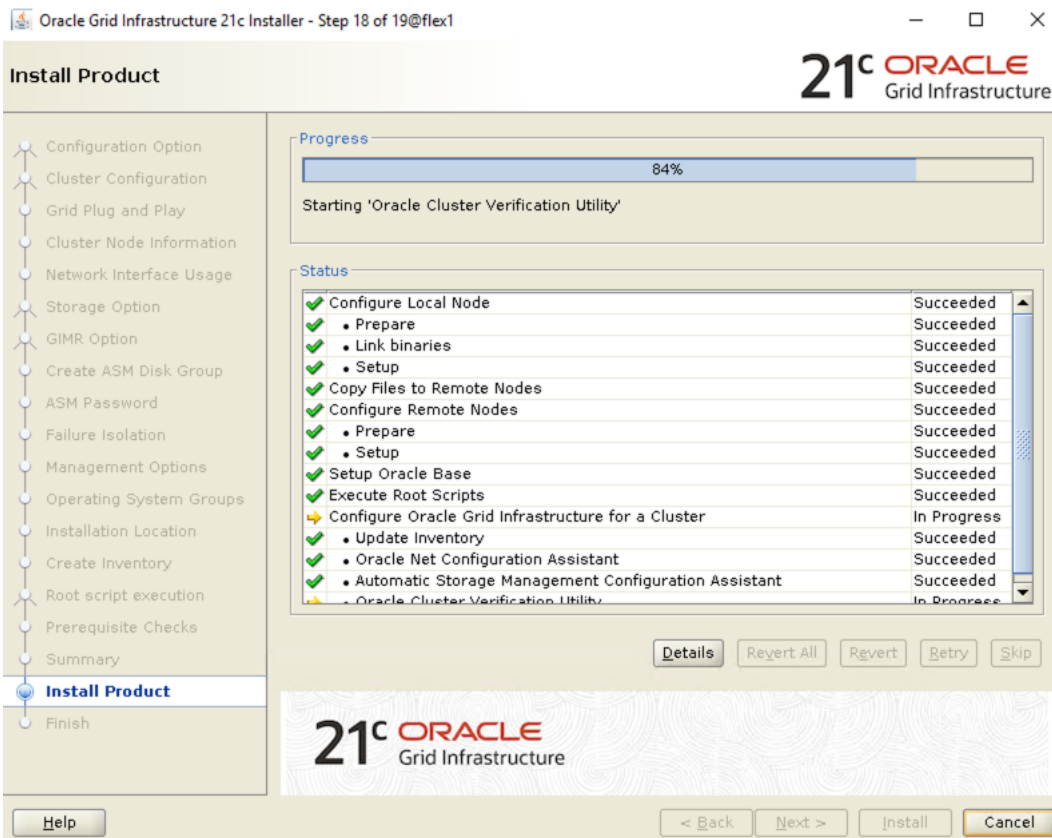 Oracle Grid Infrastructure 21c Installer - Step 18 of 19@flex1
Install Product
21c ORACLE
Grid Infrastructure
Configuration Option
Cluster Configuration
Grid Plug and Play
Cluster Node Information
Network Interface Usage
Storage Option
GIMR Option
Create ASM Disk Group
ASM Password
Failure Isolation
Management Options
Operating System Groups
Installation Location
Create Inventory
Root script execution
Prerequisite Checks
Summary
Install Product
Finish
Progress
84%
Starting 'Oracle Cluster Verification Utility'
Status
Configure Local Node Succeeded
• Prepare Succeeded
• Link binaries Succeeded
• Setup Succeeded
Copy Files to Remote Nodes Succeeded
Configure Remote Nodes Succeeded
• Prepare Succeeded
• Setup Succeeded
Setup Oracle Base Succeeded
Execute Root Scripts Succeeded
Configure Oracle Grid Infrastructure for a Cluster In Progress
• Update Inventory Succeeded
• Oracle Net Configuration Assistant Succeeded
• Automatic Storage Management Configuration Assistant Succeeded
• Oracle Cluster Verification Utility In Progress
Details Revert All Revert Retry Skip
21c ORACLE
Grid Infrastructure
Help < Back Next > Install Cancel